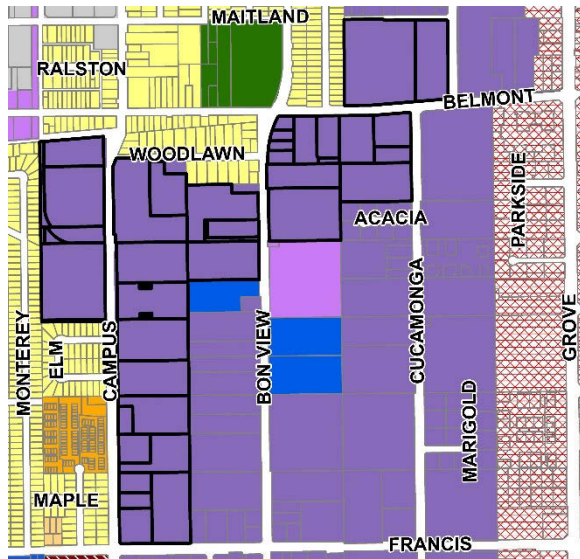 MAITLAND
RALSTON
BELMONT
WOODLAWN
ACACIA
PARKSIDE
MONTEREY
ELM
CAMPUS
BON VIEW
CUCAMONGA
GROVE
MARIGOLD
MAPLE
FRANCIS